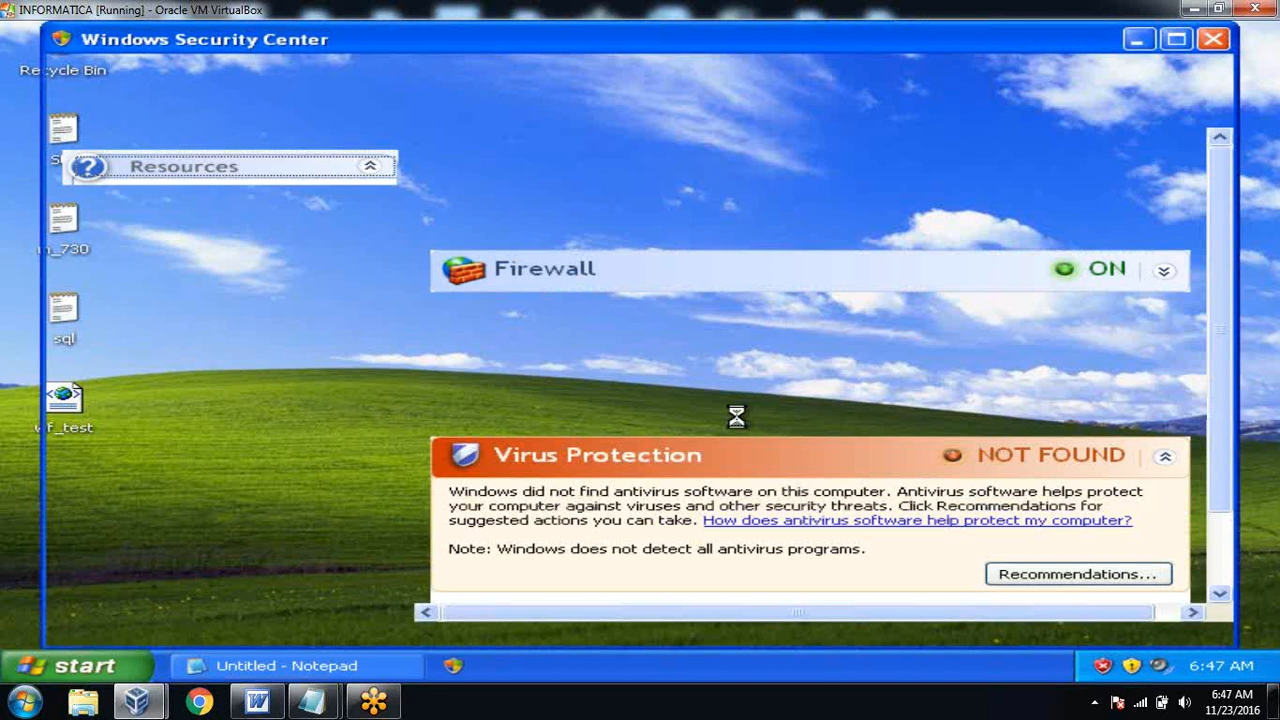 INFORMATICA [Running] - Oracle VM VirtualBox
Windows Security Center
Recycle Bin
Resources
m_730
Firewall
ON
sql
wf_test
Virus Protection
NOT FOUND
Windows did not find antivirus software on this computer. Antivirus software helps protect
your computer against viruses and other security threats. Click Recommendations for
suggested actions you can take. How does antivirus software help protect my computer?
Note: Windows does not detect all antivirus programs.
Recommendations...
start
Untitled - Notepad
6:47 AM
6:47 AM
11/23/2016